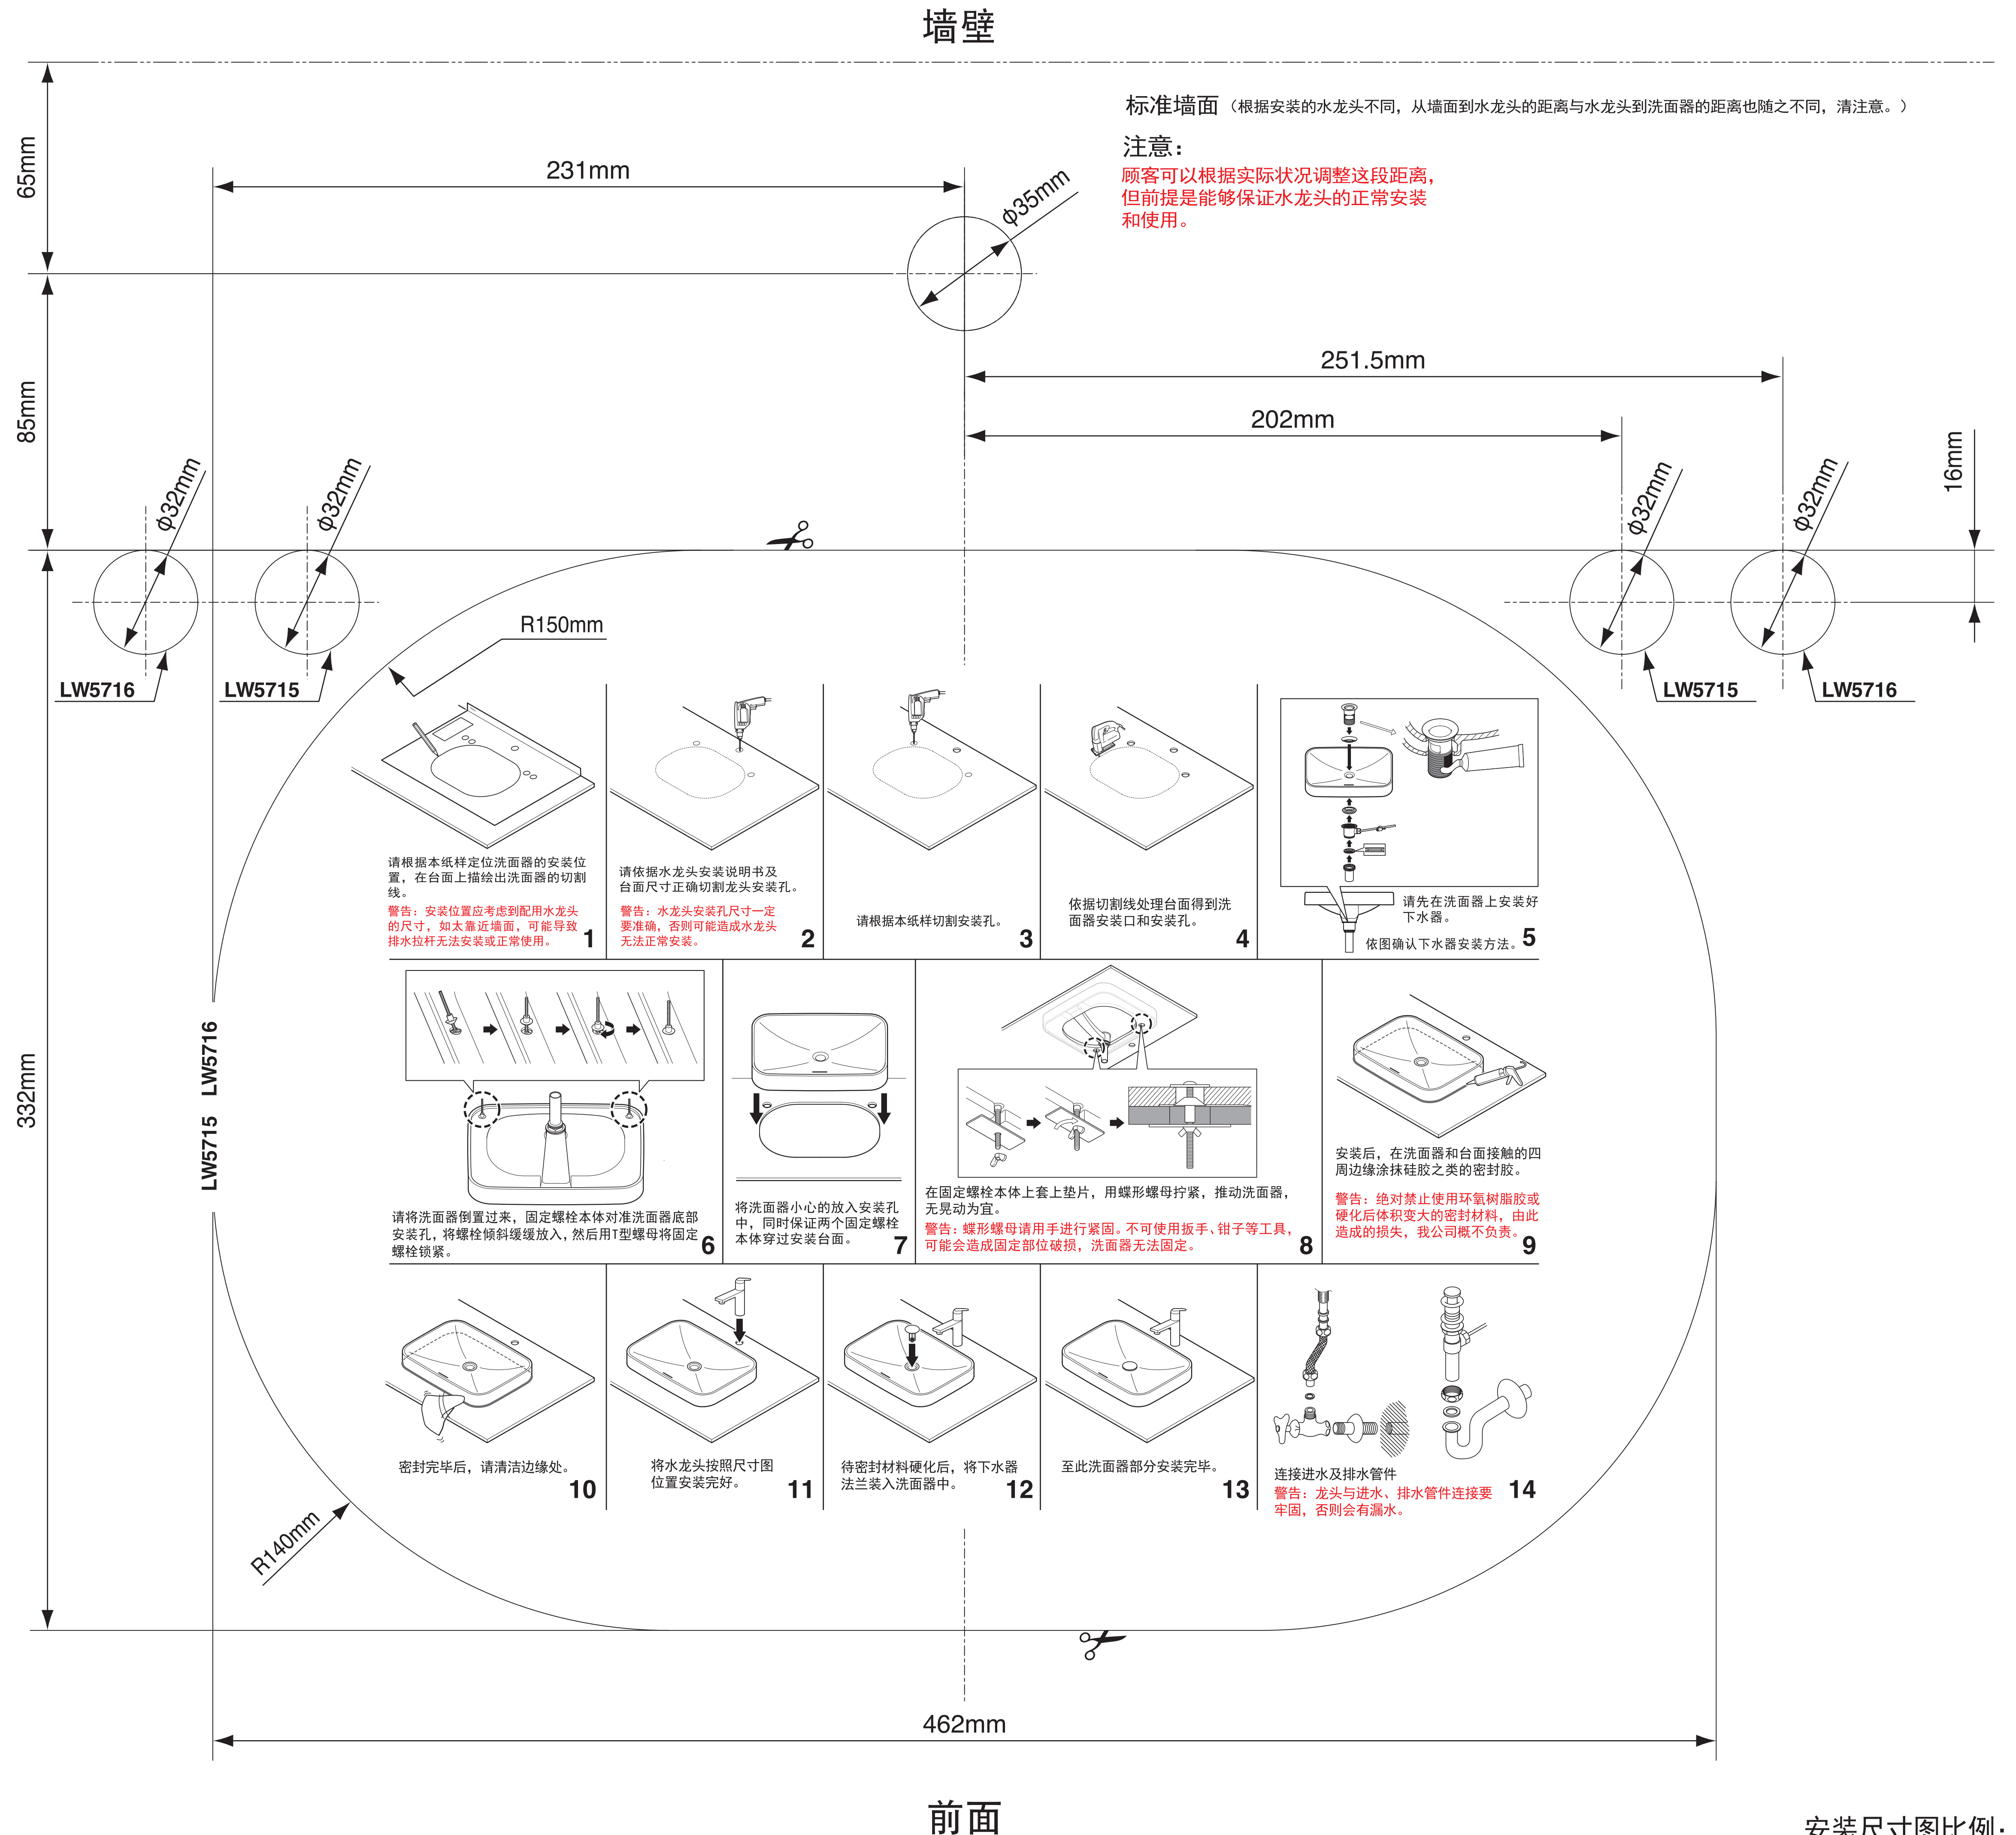 墙壁
标准墙面（根据安装的水龙头不同，从墙面到水龙头的距离与水龙头到洗面器的距离也随之不同，清注意。）
注意：
顾客可以根据实际状况调整这段距离，
但前提是能够保证水龙头的正常安装
和使用。
65mm
231mm
ф35mm
85mm
251.5mm
202mm
16mm
ф32mm
ф32mm
ф32mm
ф32mm
R150mm
LW5716
LW5715
LW5715
LW5716
332mm
LW5715 LW5716
请根据本纸样定位洗面器的安装位
置，在台面上描绘出洗面器的切割
线。
警告：安装位置应考虑到配用水龙头
的尺寸，如太靠近墙面，可能导致
排水拉杆无法安装或正常使用。
1
请依据水龙头安装说明书及
台面尺寸正确切割龙头安装孔。
警告：水龙头安装孔尺寸一定
要准确，否则可能造成水龙头
无法正常安装。
2
请根据本纸样切割安装孔。
3
依据切割线处理台面得到洗
面器安装口和安装孔。
4
请先在洗面器上安装好
下水器。
依图确认下水器安装方法。
5
请将洗面器倒置过来，固定螺栓本体对准洗面器底部
安装孔，将螺栓倾斜缓缓放入，然后用T型螺母将固定
螺栓锁紧。
6
将洗面器小心的放入安装孔
中，同时保证两个固定螺栓
本体穿过安装台面。
7
在固定螺栓本体上套上垫片，用蝶形螺母拧紧，推动洗面器，
无晃动为宜。
警告：蝶形螺母请用手进行紧固。不可使用扳手、钳子等工具，
可能会造成固定部位破损，洗面器无法固定。
8
安装后，在洗面器和台面接触的四
周边缘涂抹硅胶之类的密封胶。
警告：绝对禁止使用环氧树脂胶或
硬化后体积变大的密封材料，由此
造成的损失，我公司概不负责。
9
密封完毕后，请清洁边缘处。
10
将水龙头按照尺寸图
位置安装完好。
11
待密封材料硬化后，将下水器
法兰装入洗面器中。
12
至此洗面器部分安装完毕。
13
连接进水及排水管件
警告：龙头与进水、排水管件连接要
牢固，否则会有漏水。
14
R140mm
462mm
前面
安装尺寸图比例：